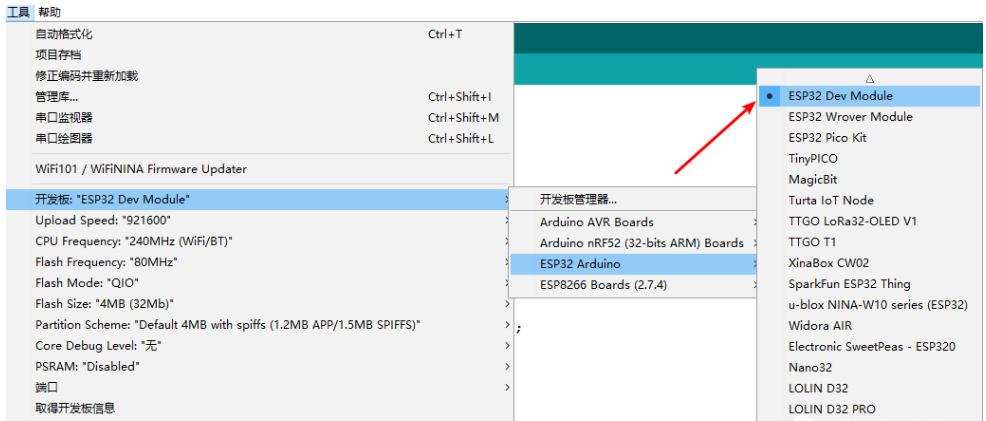 工具 帮助
自动格式化 Ctrl+T
项目存档
修正编码并重新加载
管理库... Ctrl+Shift+I
串口监视器 Ctrl+Shift+M
串口绘图器 Ctrl+Shift+L
WiFi101 / WiFiNINA Firmware Updater
开发板: "ESP32 Dev Module"
Upload Speed: "921600"
CPU Frequency: "240MHz (WiFi/BT)"
Flash Frequency: "80MHz"
Flash Mode: "QIO"
Flash Size: "4MB (32Mb)"
Partition Scheme: "Default 4MB with spiffs (1.2MB APP/1.5MB SPIFFS)"
Core Debug Level: "无"
PSRAM: "Disabled"
端口
取得开发板信息
开发板管理器...
Arduino AVR Boards
Arduino nRF52 (32-bits ARM) Boards
ESP32 Arduino
ESP8266 Boards (2.7.4)
;
ESP32 Dev Module
ESP32 Wrover Module
ESP32 Pico Kit
TinyPICO
MagicBit
Turta IoT Node
TTGO LoRa32-OLED V1
TTGO T1
XinaBox CW02
SparkFun ESP32 Thing
u-blox NINA-W10 series (ESP32)
Widora AIR
Electronic SweetPeas - ESP320
Nano32
LOLIN D32
LOLIN D32 PRO